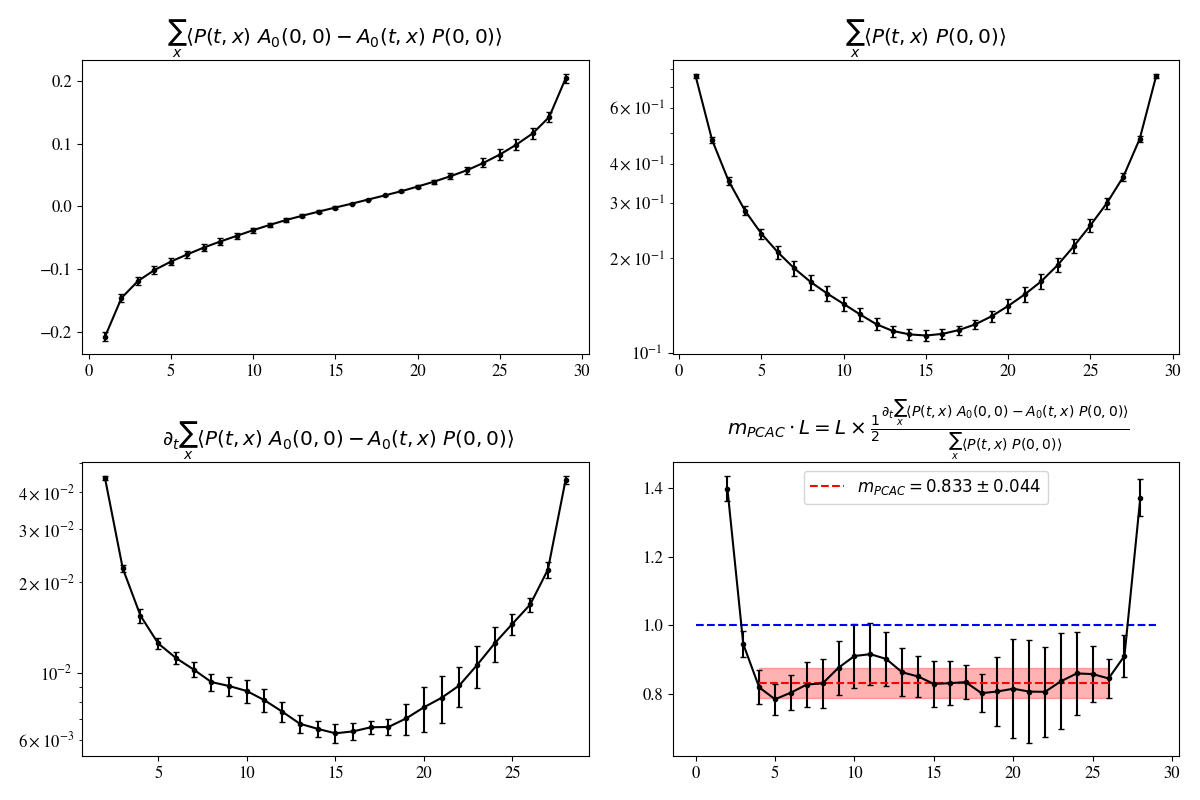 ∑ₓ⟨P(t, x) A₀(0, 0) − A₀(t, x) P(0, 0)⟩
0.2
0.1
0.0
−0.1
−0.2
0 5 10 15 20 25 30
∑ₓ⟨P(t, x) P(0, 0)⟩
6 × 10⁻¹
4 × 10⁻¹
3 × 10⁻¹
2 × 10⁻¹
10⁻¹
0 5 10 15 20 25 30
∂ₜ∑ₓ⟨P(t, x) A₀(0, 0) − A₀(t, x) P(0, 0)⟩
4 × 10⁻²
3 × 10⁻²
2 × 10⁻²
10⁻²
6 × 10⁻³
5 10 15 20 25
m_PCAC · L = L × ½ ∂ₜ∑ₓ⟨P(t, x) A₀(0, 0) − A₀(t, x) P(0, 0)⟩ / ∑ₓ⟨P(t, x) P(0, 0)⟩
m_PCAC = 0.833 ± 0.044
1.4
1.2
1.0
0.8
0 5 10 15 20 25 30